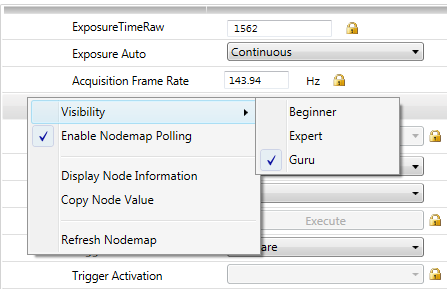 ExposureTimeRaw 1562
Exposure Auto Continuous
Acquisition Frame Rate 143.94 Hz
Visibility Beginner
Enable Nodemap Polling Expert
Guru
Display Node Information
Copy Node Value
Execute
Refresh Nodemap are
Trigger Activation